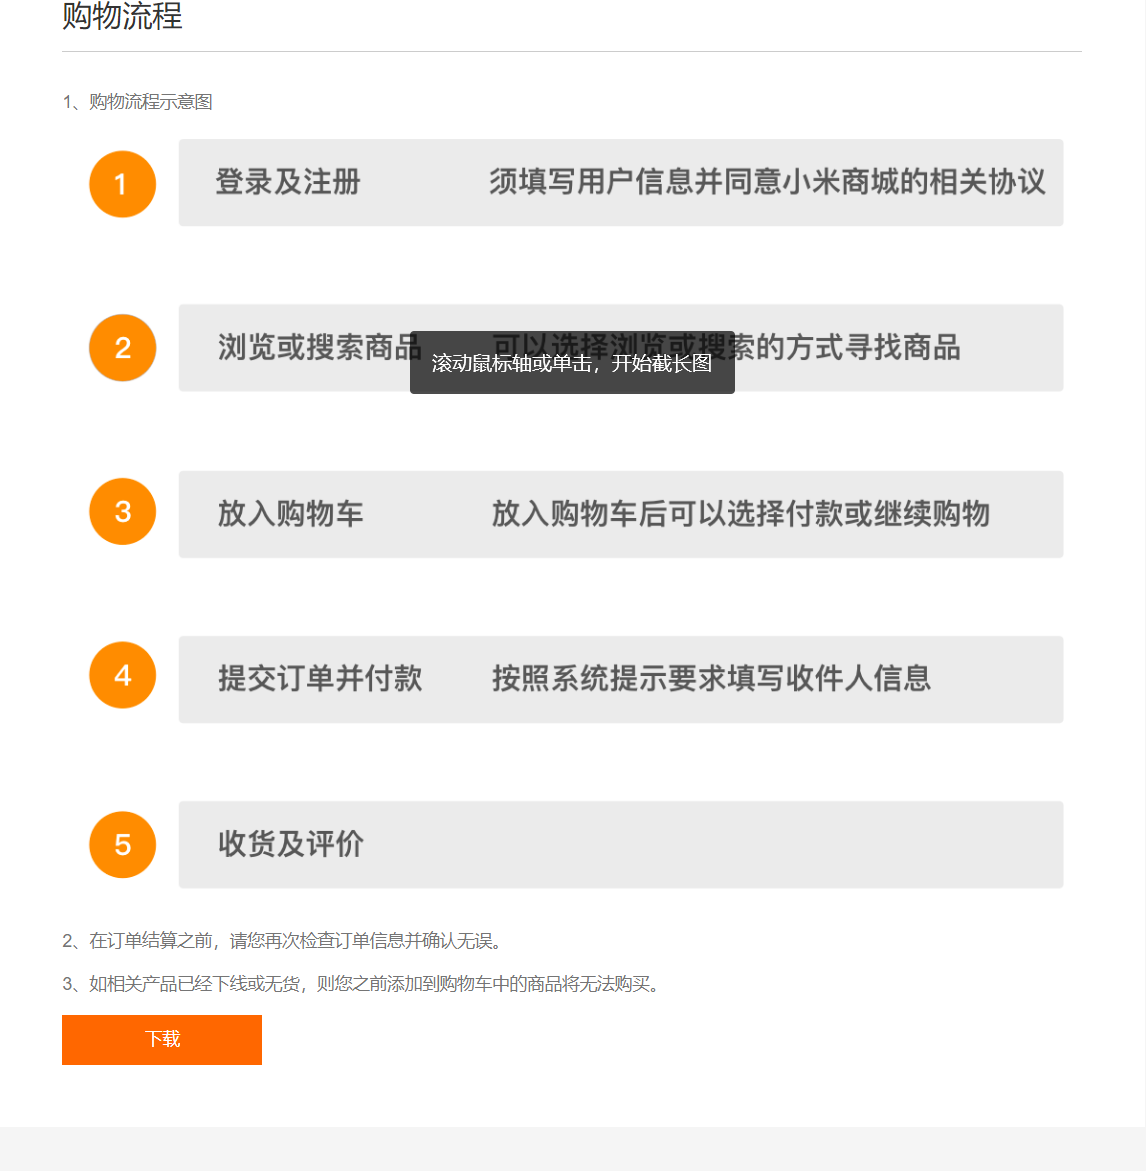 购物流程
1、购物流程示意图
1 登录及注册 须填写用户信息并同意小米商城的相关协议
2 浏览或搜索商品 可以选择浏览或搜索的方式寻找商品
滚动鼠标轴或单击，开始截长图
3 放入购物车 放入购物车后可以选择付款或继续购物
4 提交订单并付款 按照系统提示要求填写收件人信息
5 收货及评价
2、在订单结算之前，请您再次检查订单信息并确认无误。
3、如相关产品已经下线或无货，则您之前添加到购物车中的商品将无法购买。
下载